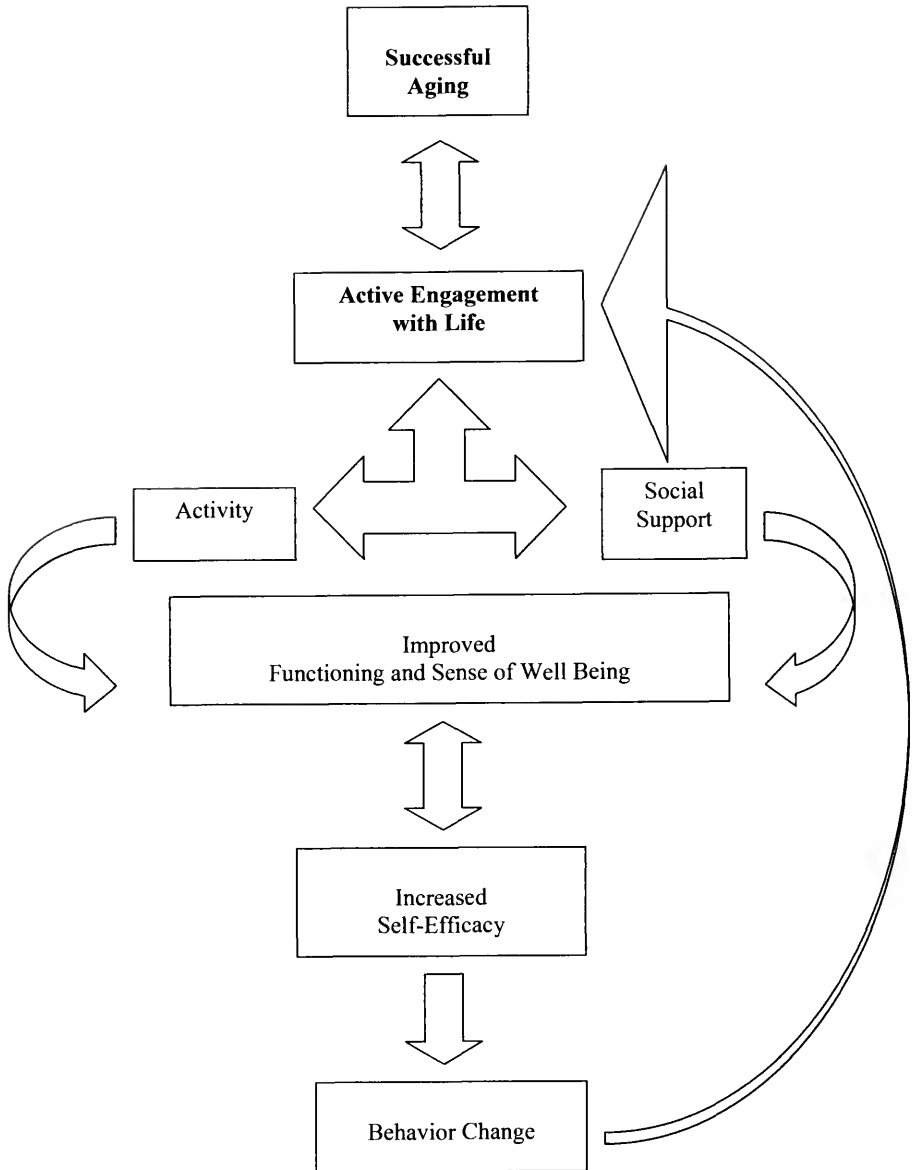 Successful
Aging
Active Engagement
with Life
Activity
Social
Support
Improved
Functioning and Sense of Well Being
Increased
Self-Efficacy
Behavior Change